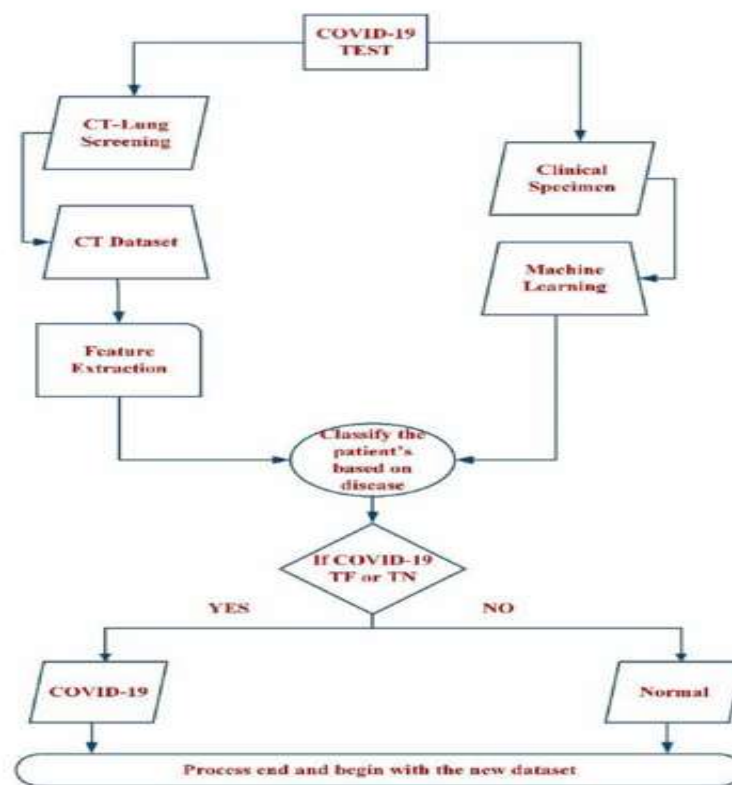 COVID-19
TEST
CT-Lung
Screening
Clinical
Specimen
CT Dataset
Machine
Learning
Feature
Extraction
Classify the
patient's
based on
disease
If COVID-19
TF or TN
YES
NO
COVID-19
Normal
Process end and begin with the new dataset